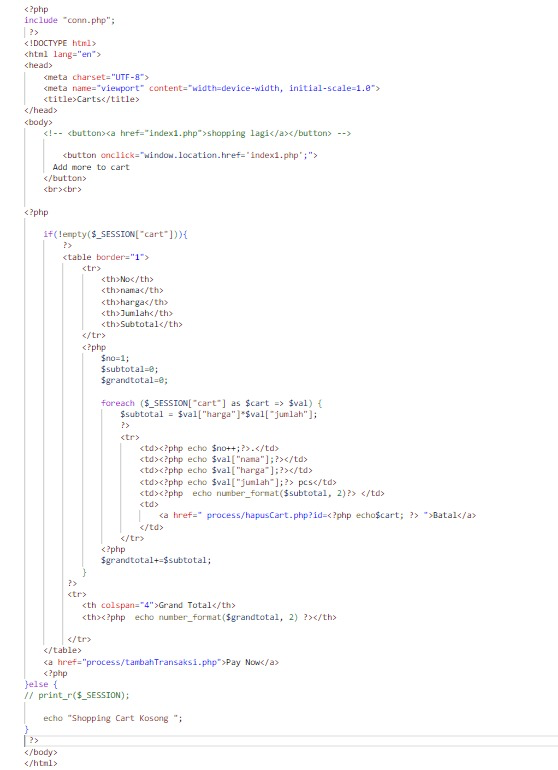 <?php
include "conn.php";
?>
<!DOCTYPE html>
<html lang="en">
<head>
<meta charset="UTF-8">
<meta name="viewport" content="width=device-width, initial-scale=1.0">
<title>Carts</title>
</head>
<body>
<!-- <button><a href="index1.php">shopping lagi</a></button> -->
<button onclick="window.location.href='index1.php';">
Add more to cart
</button>
<br><br>
<?php
if(!empty($_SESSION["cart"])){
?>
<table border="1">
<tr>
<th>No</th>
<th>nama</th>
<th>harga</th>
<th>Jumlah</th>
<th>Subtotal</th>
</tr>
<?php
$no=1;
$subtotal=0;
$grandtotal=0;
foreach ($_SESSION["cart"] as $cart => $val) {
$subtotal = $val["harga"]*$val["jumlah"];
?>
<tr>
<td><?php echo $no++;?>.</td>
<td><?php echo $val["nama"];?></td>
<td><?php echo $val["harga"];?></td>
<td><?php echo $val["jumlah"];?> pcs</td>
<td><?php  echo number_format($subtotal, 2)?> </td>
<td>
<a href=" process/hapusCart.php?id=<?php echo$cart; ?> ">Batal</a>
</td>
</tr>
<?php
$grandtotal+=$subtotal;
}
?>
<tr>
<th colspan="4">Grand Total</th>
<th><?php  echo number_format($grandtotal, 2) ?></th>
</tr>
</table>
<a href="process/tambahTransaksi.php">Pay Now</a>
<?php
}else {
// print_r($_SESSION);
echo "Shopping Cart Kosong ";
}
?>
</body>
</html>